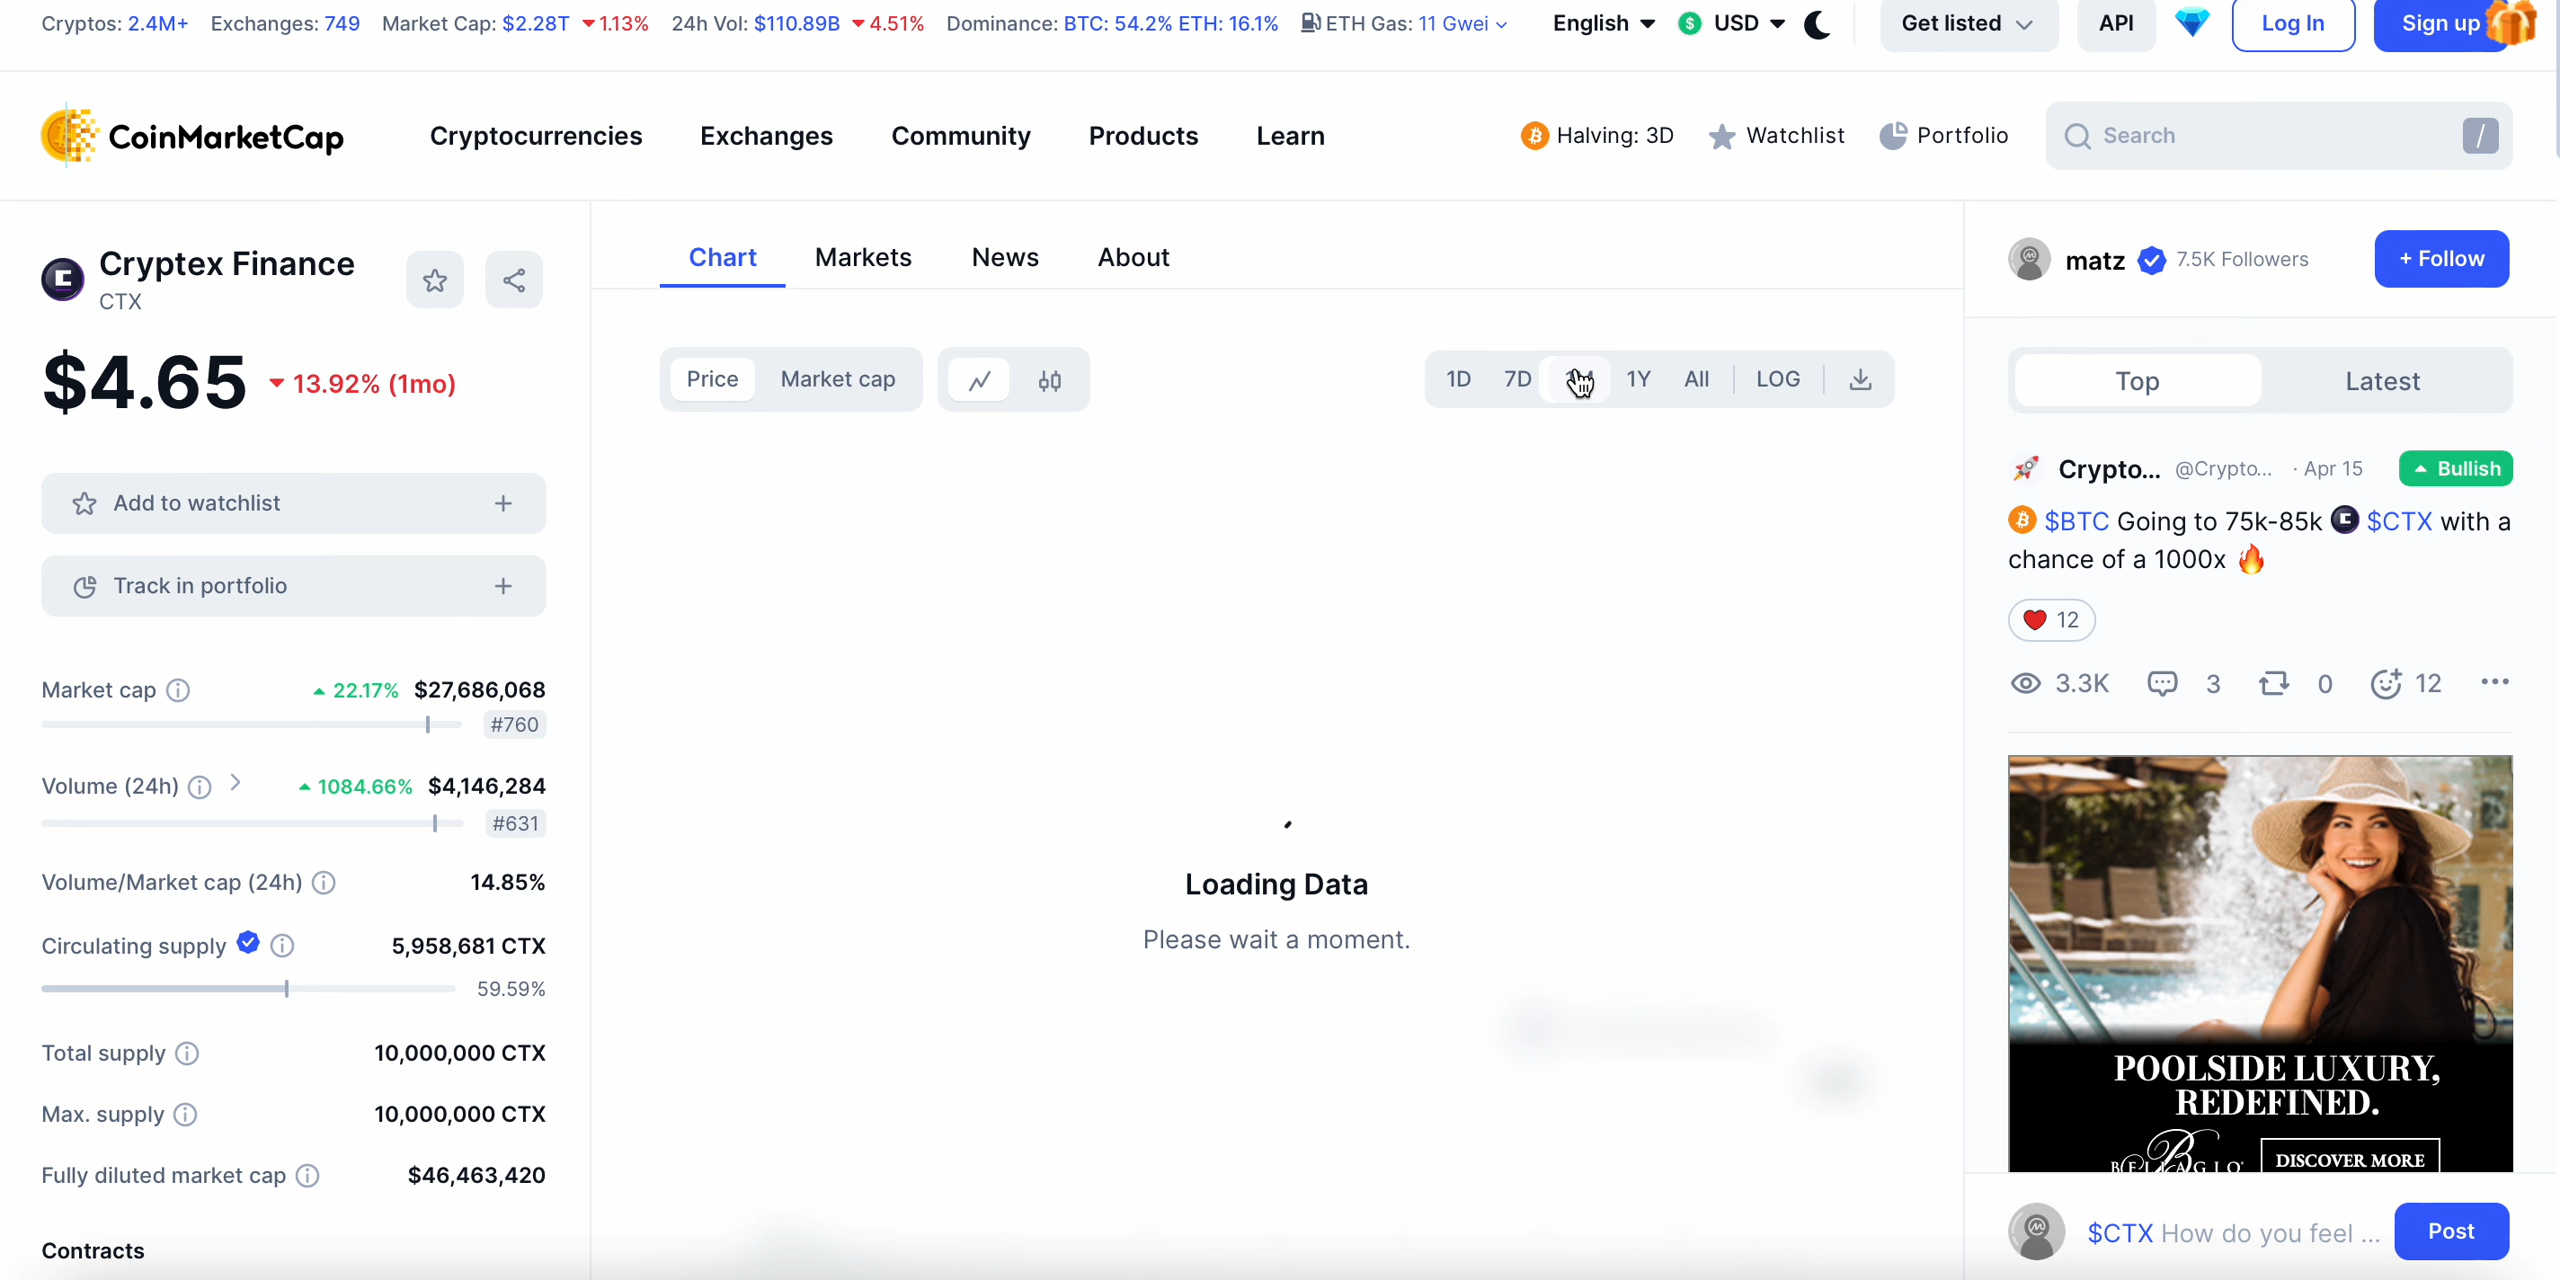 Cryptos: 2.4M+ Exchanges: 749 Market Cap: $2.28T 1.13% 24h Vol: $110.89B 4.51% Dominance: BTC: 54.2% ETH: 16.1% ETH Gas: 11 Gwei English USD Get listed API Log In Sign up
CoinMarketCap Cryptocurrencies Exchanges Community Products Learn Halving: 3D Watchlist Portfolio Search /
Cryptex Finance
CTX
$4.65 13.92% (1mo)
Add to watchlist +
Track in portfolio +
Market cap 22.17% $27,686,068
#760
Volume (24h) 1084.66% $4,146,284
#631
Volume/Market cap (24h) 14.85%
Circulating supply 5,958,681 CTX
59.59%
Total supply 10,000,000 CTX
Max. supply 10,000,000 CTX
Fully diluted market cap $46,463,420
Contracts
Chart Markets News About
Price Market cap 1D 7D 1Y All LOG
Loading Data
Please wait a moment.
matz 7.5K Followers + Follow
Top Latest
Crypto... @Crypto... · Apr 15 Bullish
$BTC Going to 75k-85k $CTX with a
chance of a 1000x
12
3.3K 3 0 12
POOLSIDE LUXURY,
REDEFINED.
BELLAGIO DISCOVER MORE
$CTX How do you feel ... Post